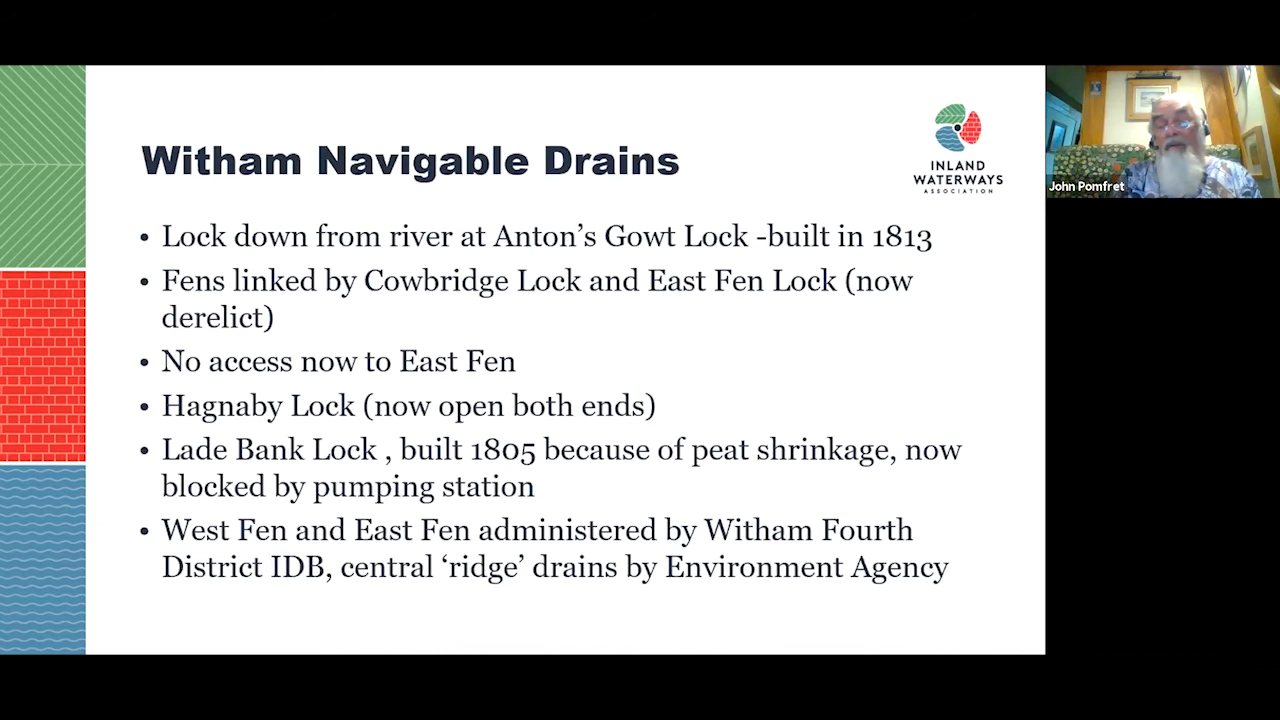 Witham Navigable Drains
INLAND
WATERWAYS
ASSOCIATION
John Pomfret
• Lock down from river at Anton’s Gowt Lock -built in 1813
• Fens linked by Cowbridge Lock and East Fen Lock (now
derelict)
• No access now to East Fen
• Hagnaby Lock (now open both ends)
• Lade Bank Lock , built 1805 because of peat shrinkage, now
blocked by pumping station
• West Fen and East Fen administered by Witham Fourth
District IDB, central ‘ridge’ drains by Environment Agency